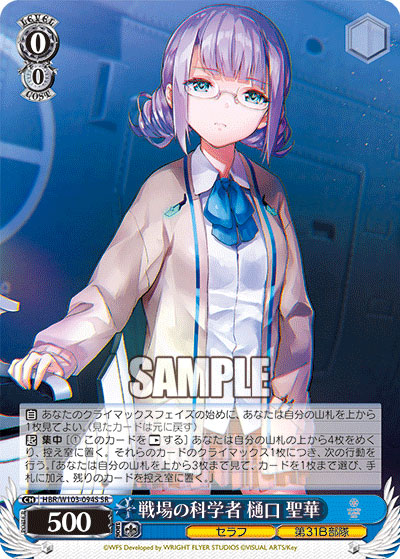 LEVEL
0
0
COST
SAMPLE
自 あなたのクライマックスフェイズの始めに、あなたは自分の山札を上から
1枚見てよい。(見たカードは元に戻す)
起 集中 [① このカードを する] あなたは自分の山札の上から4枚をめく
り、控え室に置く。それらのカードのクライマックス1枚につき、次の行動を
行う。『あなたは自分の山札を上から3枚まで見て、カードを1枚まで選び、手
札に加え、残りのカードを控え室に置く。』
CH HBR/W103-094S SR
戦場の科学者 樋口 聖華
500
セラフ
第31B部隊
©WFS Developed by WRIGHT FLYER STUDIOS ©VISUAL ARTS/Key